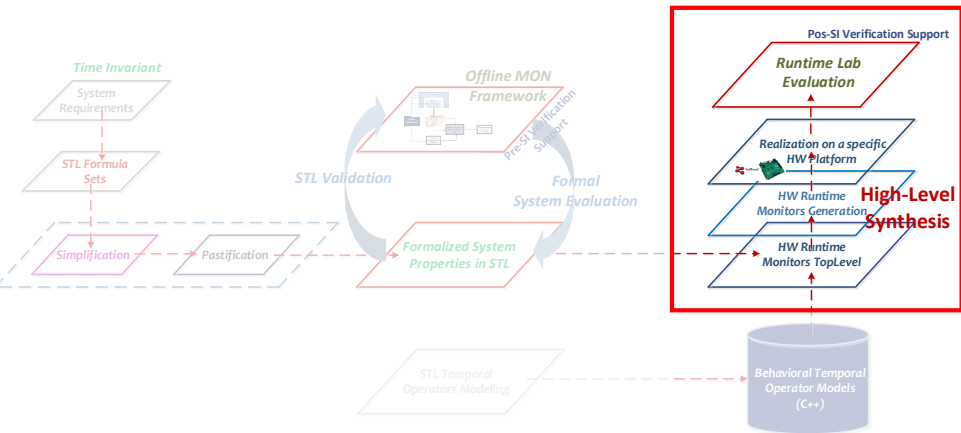 Pos-SI Verification Support
Runtime Lab
Evaluation
Time Invariant
System
Requirements
Offline MON
Framework
Pre-SI Verification
Support
Realization on a specific
HW Platform
STL Formula
Sets
STL Validation
Formal
System Evaluation
HW Runtime
Monitors Generation
High-Level
Synthesis
Simplification
Pastification
Formalized System
Properties in STL
HW Runtime
Monitors TopLevel
STL Temporal
Operators Modeling
Behavioral Temporal
Operator Models
(C++)